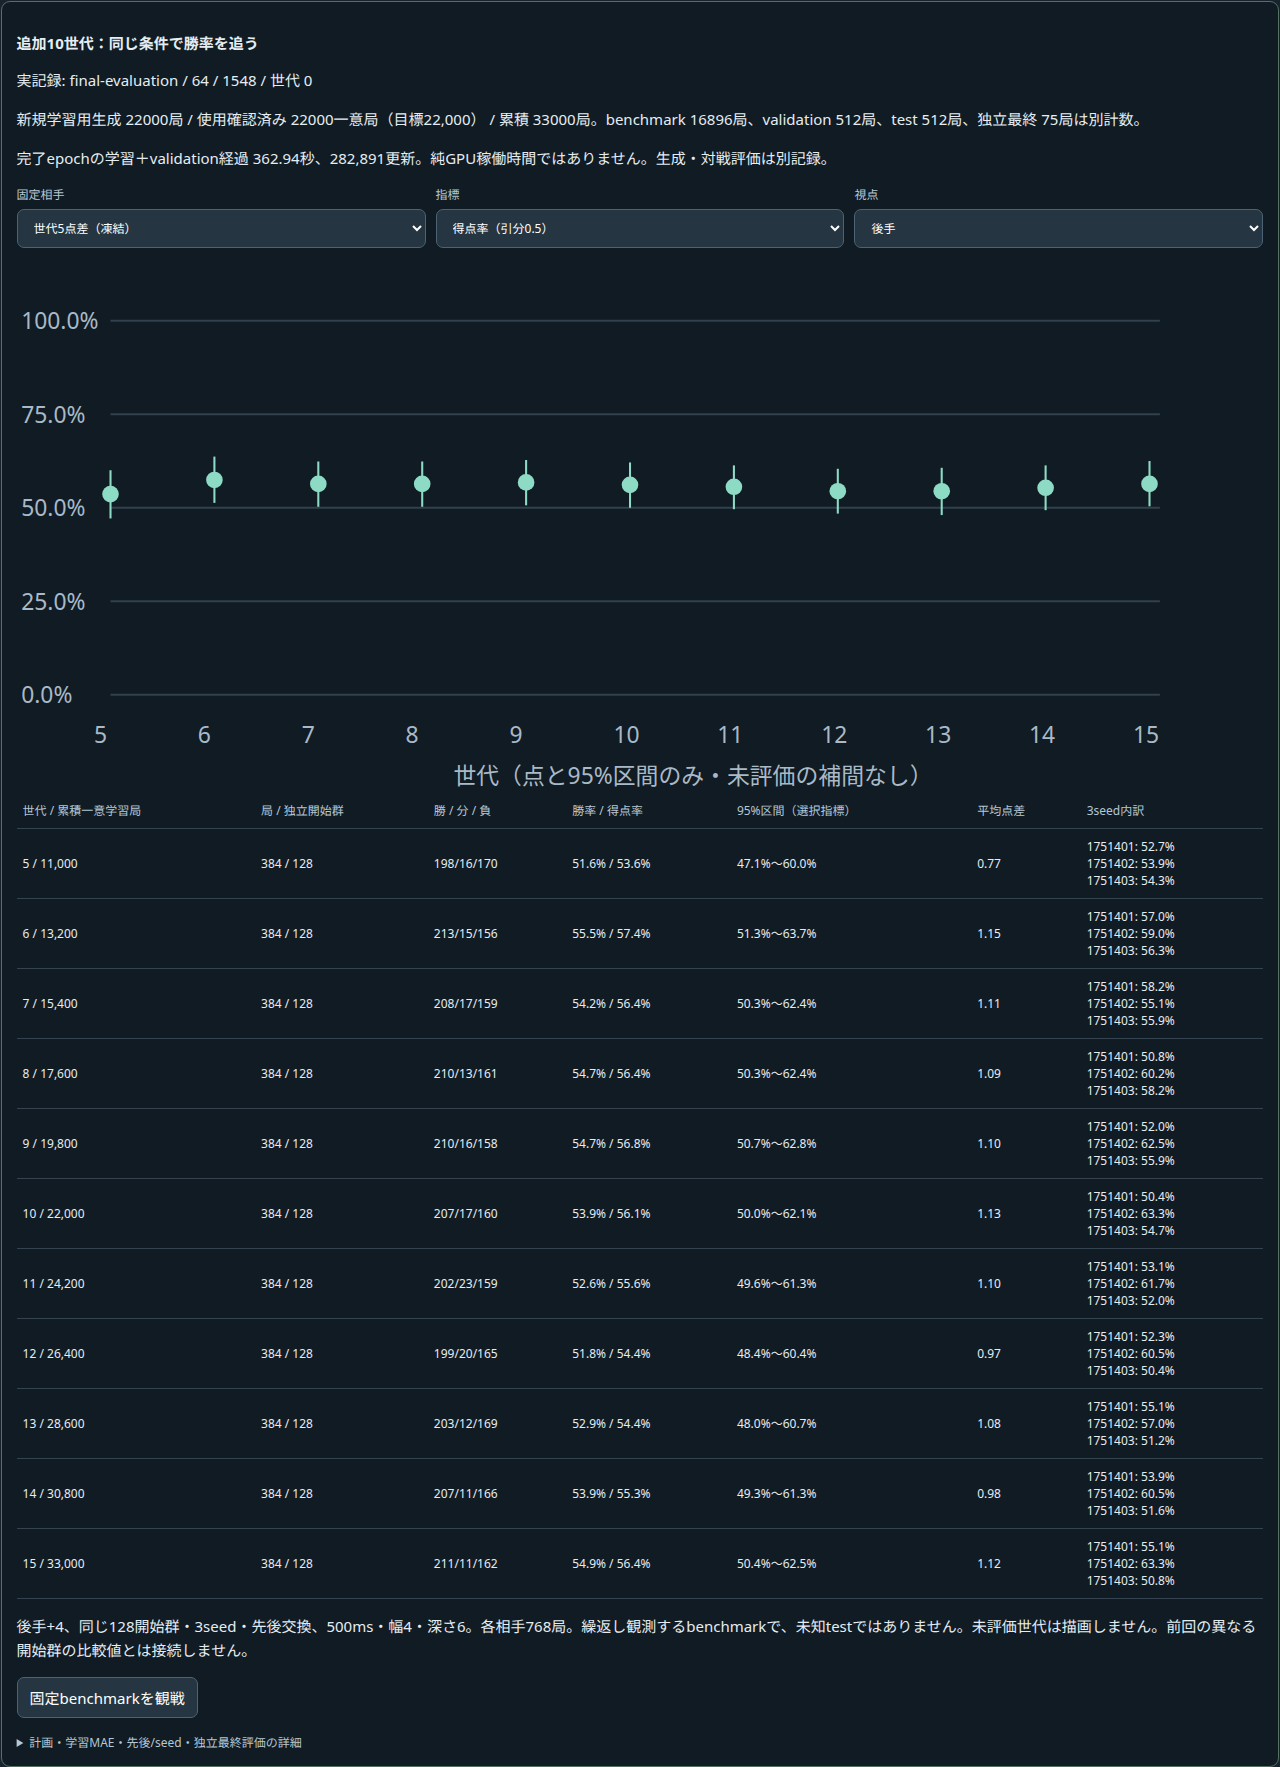 追加10世代：同じ条件で勝率を追う
実記録: final-evaluation / 64 / 1548 / 世代 0
新規学習用生成 22000局 / 使用確認済み 22000一意局（目標22,000） / 累積 33000局。benchmark 16896局、validation 512局、test 512局、独立最終 75局は別計数。
完了epochの学習＋validation経過 362.94秒、282,891更新。純GPU稼働時間ではありません。生成・対戦評価は別記録。
固定相手 指標 視点
世代5点差（凍結） 得点率（引分0.5） 後手
100.0%
75.0%
50.0%
25.0%
0.0%
5 6 7 8 9 10 11 12 13 14 15
世代（点と95%区間のみ・未評価の補間なし）
世代 / 累積一意学習局 局 / 独立開始群 勝 / 分 / 負 勝率 / 得点率 95%区間（選択指標） 平均点差 3seed内訳
1751401: 52.7%
5 / 11,000 384 / 128 198/16/170 51.6% / 53.6% 47.1%〜60.0% 0.77 1751402: 53.9%
1751403: 54.3%
1751401: 57.0%
6 / 13,200 384 / 128 213/15/156 55.5% / 57.4% 51.3%〜63.7% 1.15 1751402: 59.0%
1751403: 56.3%
1751401: 58.2%
7 / 15,400 384 / 128 208/17/159 54.2% / 56.4% 50.3%〜62.4% 1.11 1751402: 55.1%
1751403: 55.9%
1751401: 50.8%
8 / 17,600 384 / 128 210/13/161 54.7% / 56.4% 50.3%〜62.4% 1.09 1751402: 60.2%
1751403: 58.2%
1751401: 52.0%
9 / 19,800 384 / 128 210/16/158 54.7% / 56.8% 50.7%〜62.8% 1.10 1751402: 62.5%
1751403: 55.9%
1751401: 50.4%
10 / 22,000 384 / 128 207/17/160 53.9% / 56.1% 50.0%〜62.1% 1.13 1751402: 63.3%
1751403: 54.7%
1751401: 53.1%
11 / 24,200 384 / 128 202/23/159 52.6% / 55.6% 49.6%〜61.3% 1.10 1751402: 61.7%
1751403: 52.0%
1751401: 52.3%
12 / 26,400 384 / 128 199/20/165 51.8% / 54.4% 48.4%〜60.4% 0.97 1751402: 60.5%
1751403: 50.4%
1751401: 55.1%
13 / 28,600 384 / 128 203/12/169 52.9% / 54.4% 48.0%〜60.7% 1.08 1751402: 57.0%
1751403: 51.2%
1751401: 53.9%
14 / 30,800 384 / 128 207/11/166 53.9% / 55.3% 49.3%〜61.3% 0.98 1751402: 60.5%
1751403: 51.6%
1751401: 55.1%
15 / 33,000 384 / 128 211/11/162 54.9% / 56.4% 50.4%〜62.5% 1.12 1751402: 63.3%
1751403: 50.8%
後手+4、同じ128開始群・3seed・先後交換、500ms・幅4・深さ6。各相手768局。繰返し観測するbenchmarkで、未知testではありません。未評価世代は描画しません。前回の異なる
開始群の比較値とは接続しません。
固定benchmarkを観戦
▶ 計画・学習MAE・先後/seed・独立最終評価の詳細